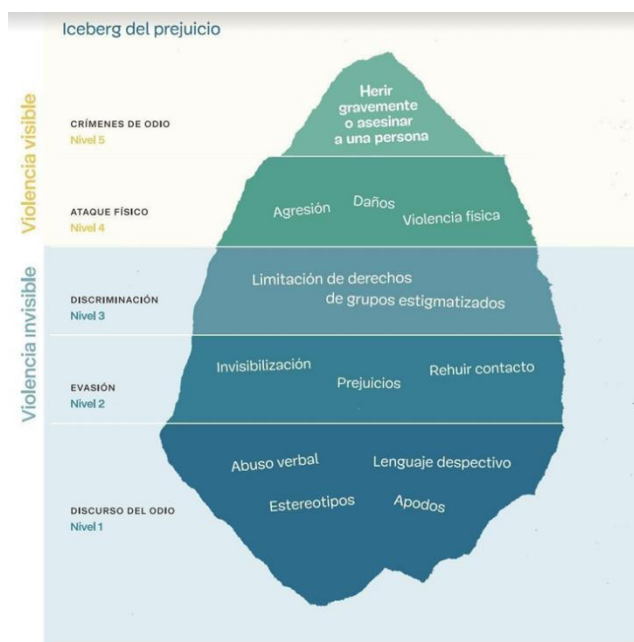 Iceberg del prejuicio
Violencia visible
CRÍMENES DE ODIO
Nivel 5
Herir
gravemente
o asesinar
a una persona
ATAQUE FÍSICO
Nivel 4
Agresión
Daños
Violencia física
Violencia invisible
DISCRIMINACIÓN
Nivel 3
Limitación de derechos
de grupos estigmatizados
EVASIÓN
Nivel 2
Invisibilización
Prejuicios
Rehuir contacto
DISCURSO DEL ODIO
Nivel 1
Abuso verbal
Lenguaje despectivo
Estereotipos
Apodos